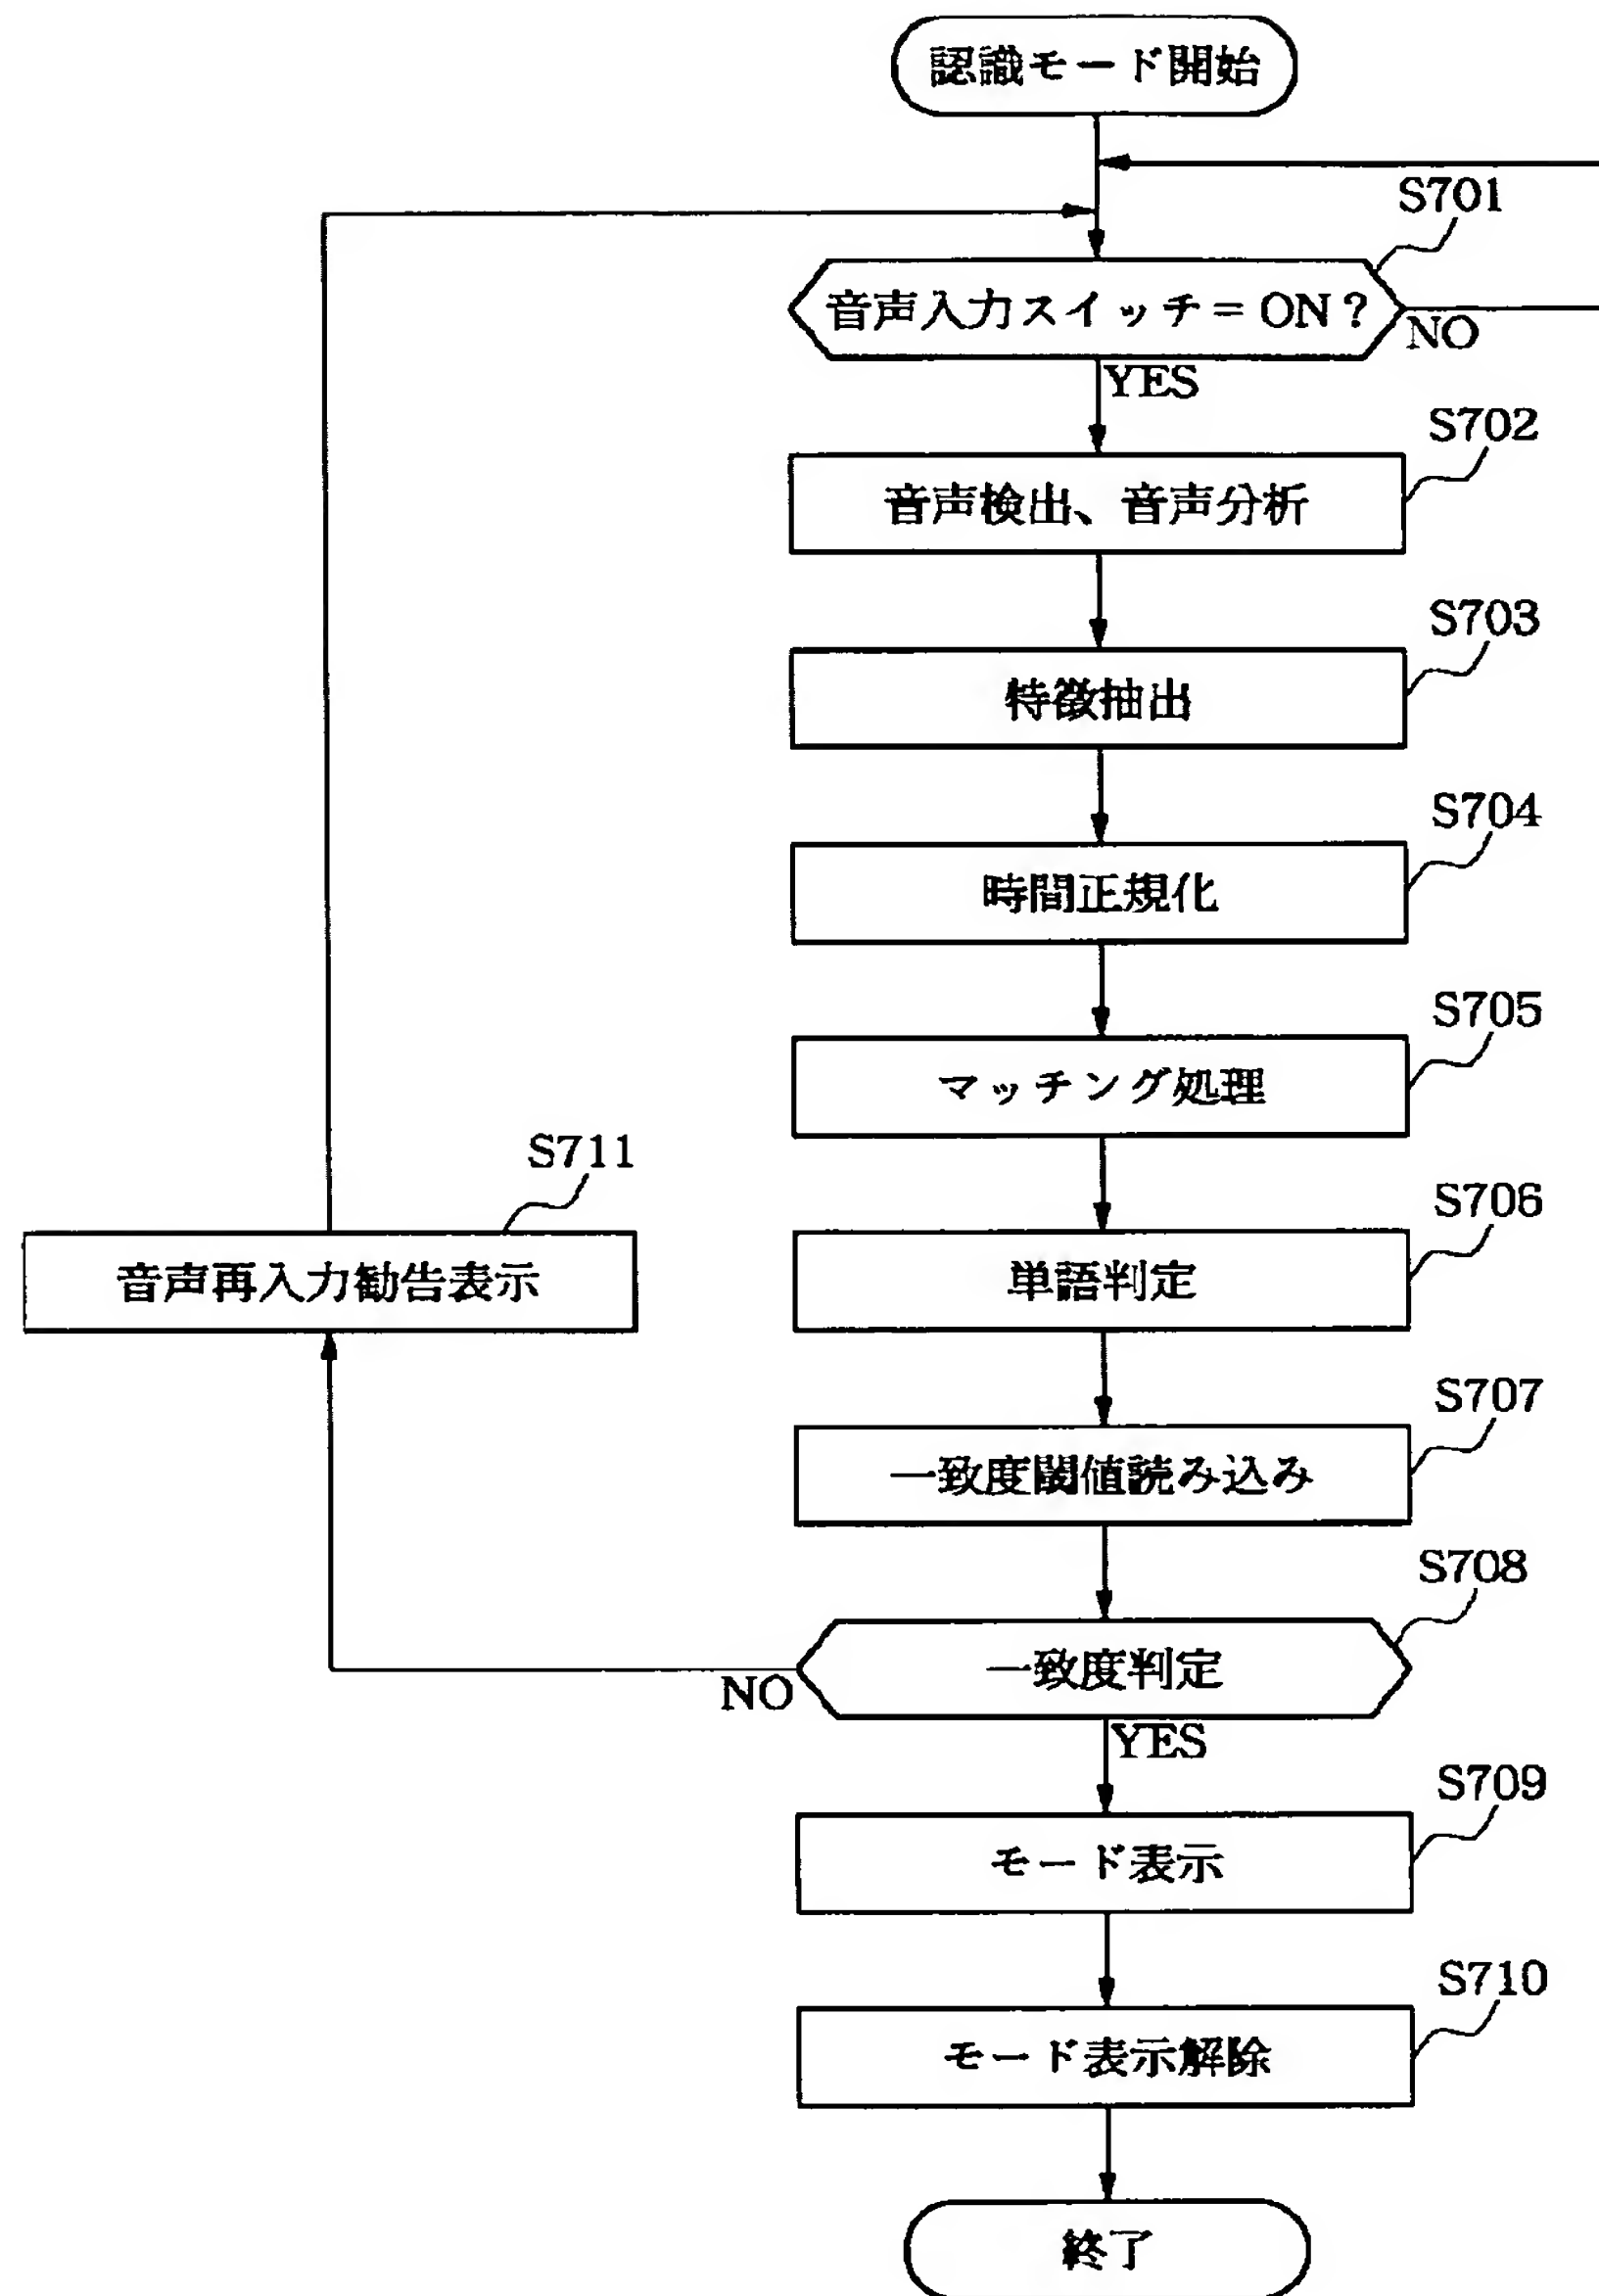 認識モード開始
S701
音声入力スイッチ=ON?
NO
YES
S702
音声検出、音声分析
S703
特徴抽出
S704
時間正規化
S705
マッチング処理
S711
音声再入力勧告表示
S706
単語判定
S707
一致度閾値読み込み
S708
一致度判定
NO
YES
S709
モード表示
S710
モード表示解除
終了